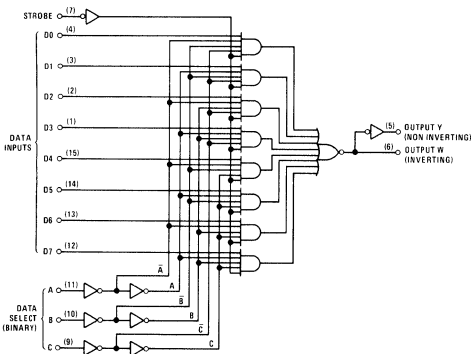 STROBE (7)
D0 (4)
D1 (3)
D2 (2)
D3 (1)
DATA
INPUTS
D4 (15)
D5 (14)
D6 (13)
D7 (12)
(5) OUTPUT Y
(NON INVERTING)
(6) OUTPUT W
(INVERTING)
A̅
A (11) A
B̅
DATA
SELECT
(BINARY)
B (10) B
C̅
C (9) C